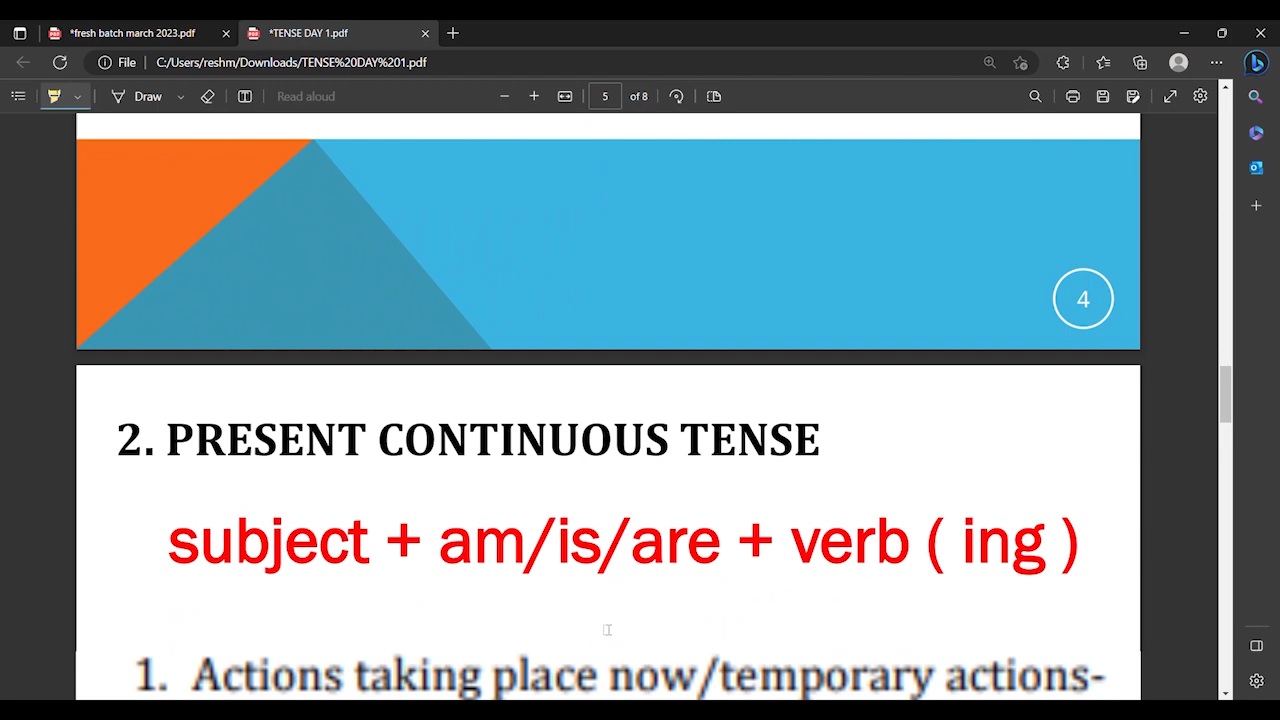 *fresh batch march 2023.pdf
*TENSE DAY 1.pdf
File
C:/Users/reshm/Downloads/TENSE%20DAY%201.pdf
Draw
Read aloud
5 of 8
4
2. PRESENT CONTINUOUS TENSE
subject + am/is/are + verb ( ing )
1. Actions taking place now/temporary actions-